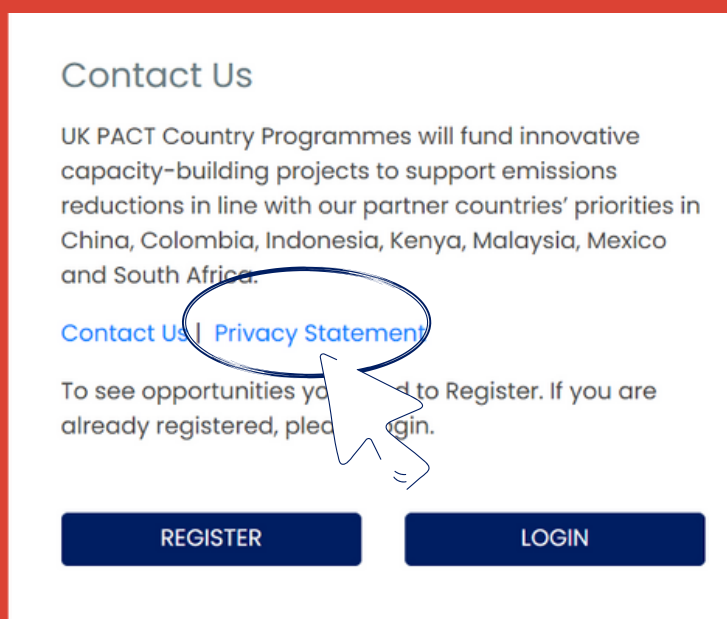 Contact Us
UK PACT Country Programmes will fund innovative
capacity-building projects to support emissions
reductions in line with our partner countries' priorities in
China, Colombia, Indonesia, Kenya, Malaysia, Mexico
and South Africa.
Contact Us | Privacy Statement
To see opportunities to Register. If you are
already registered,
REGISTER
LOGIN